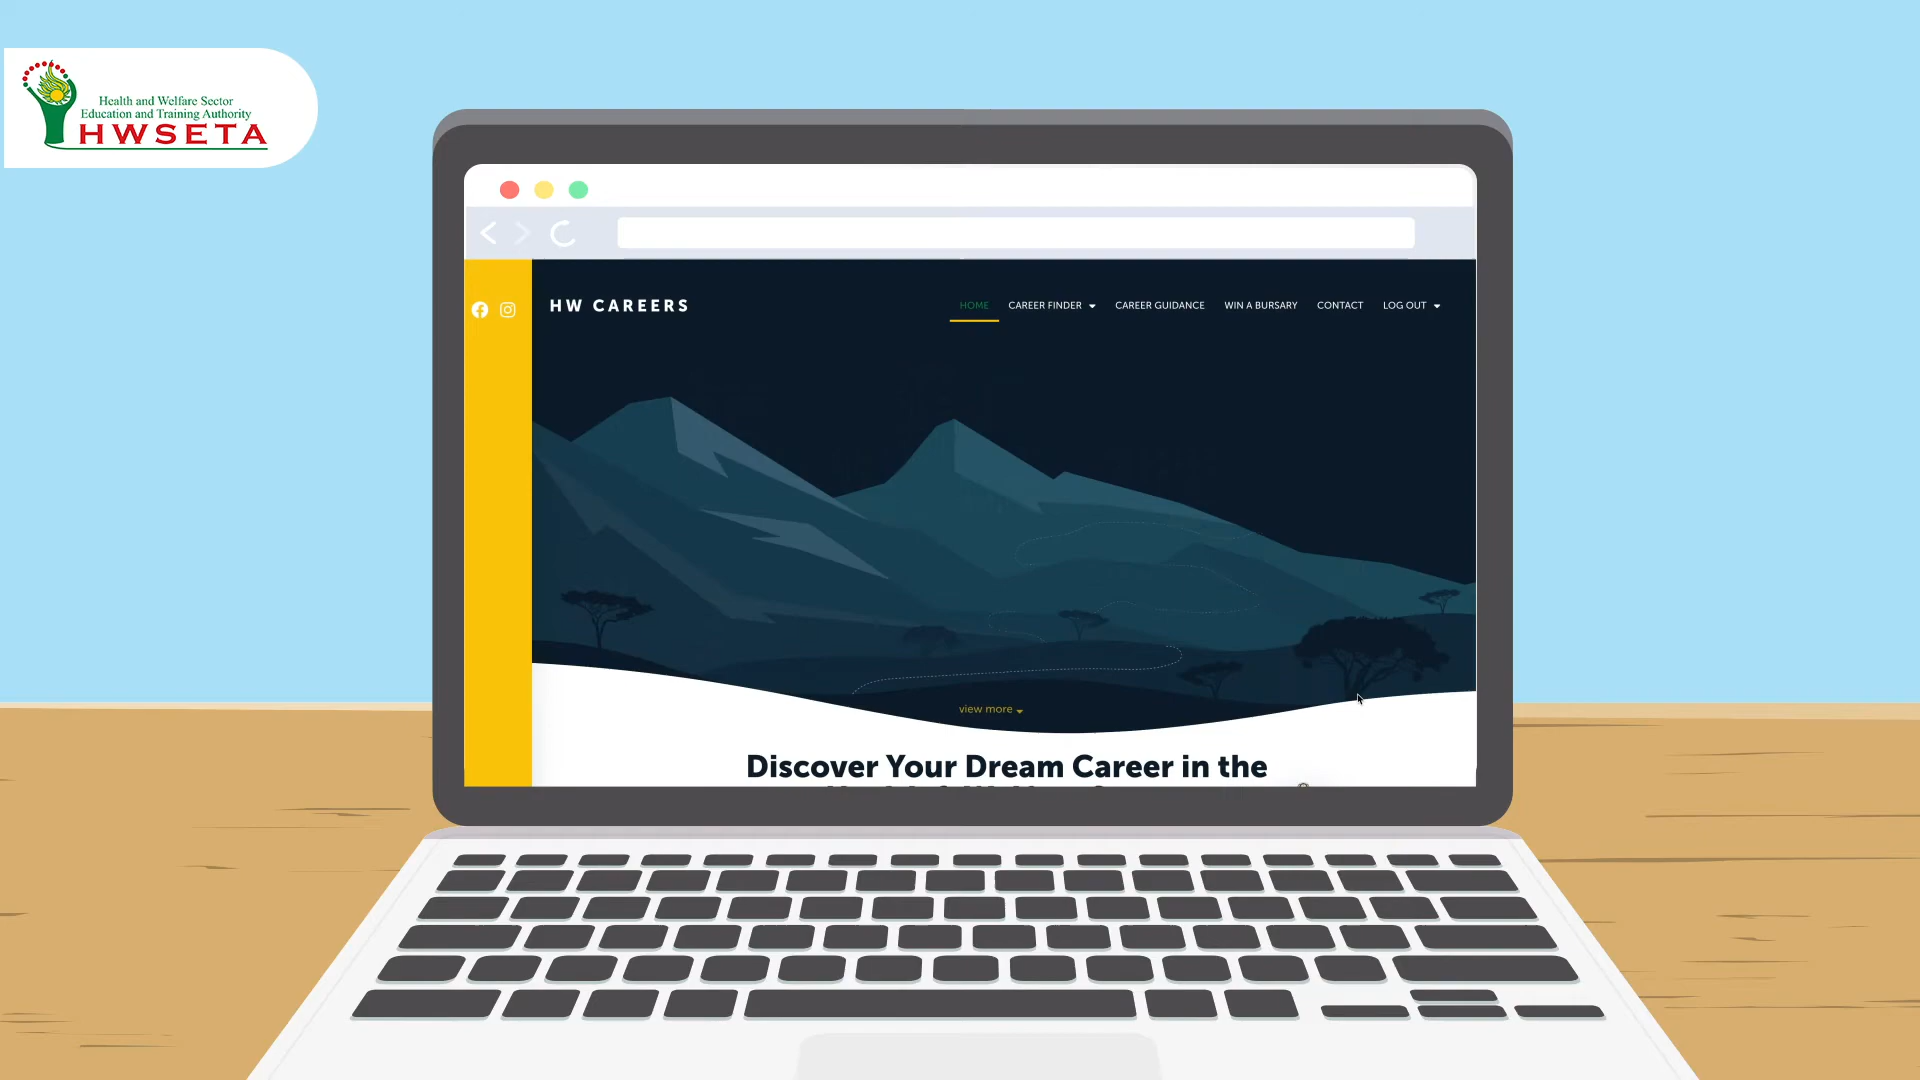 Health and Welfare Sector
Education and Training Authority
HWSETA
HW CAREERS
HOME
CAREER FINDER
CAREER GUIDANCE
WIN A BURSARY
CONTACT
LOG OUT
view more
Discover Your Dream Career in the